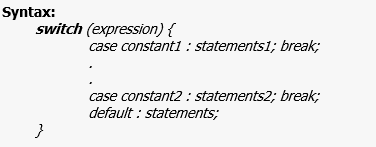 Syntax:
switch (expression) {
case constant1 : statements1; break;
.
.
case constant2 : statements2; break;
default : statements;
}